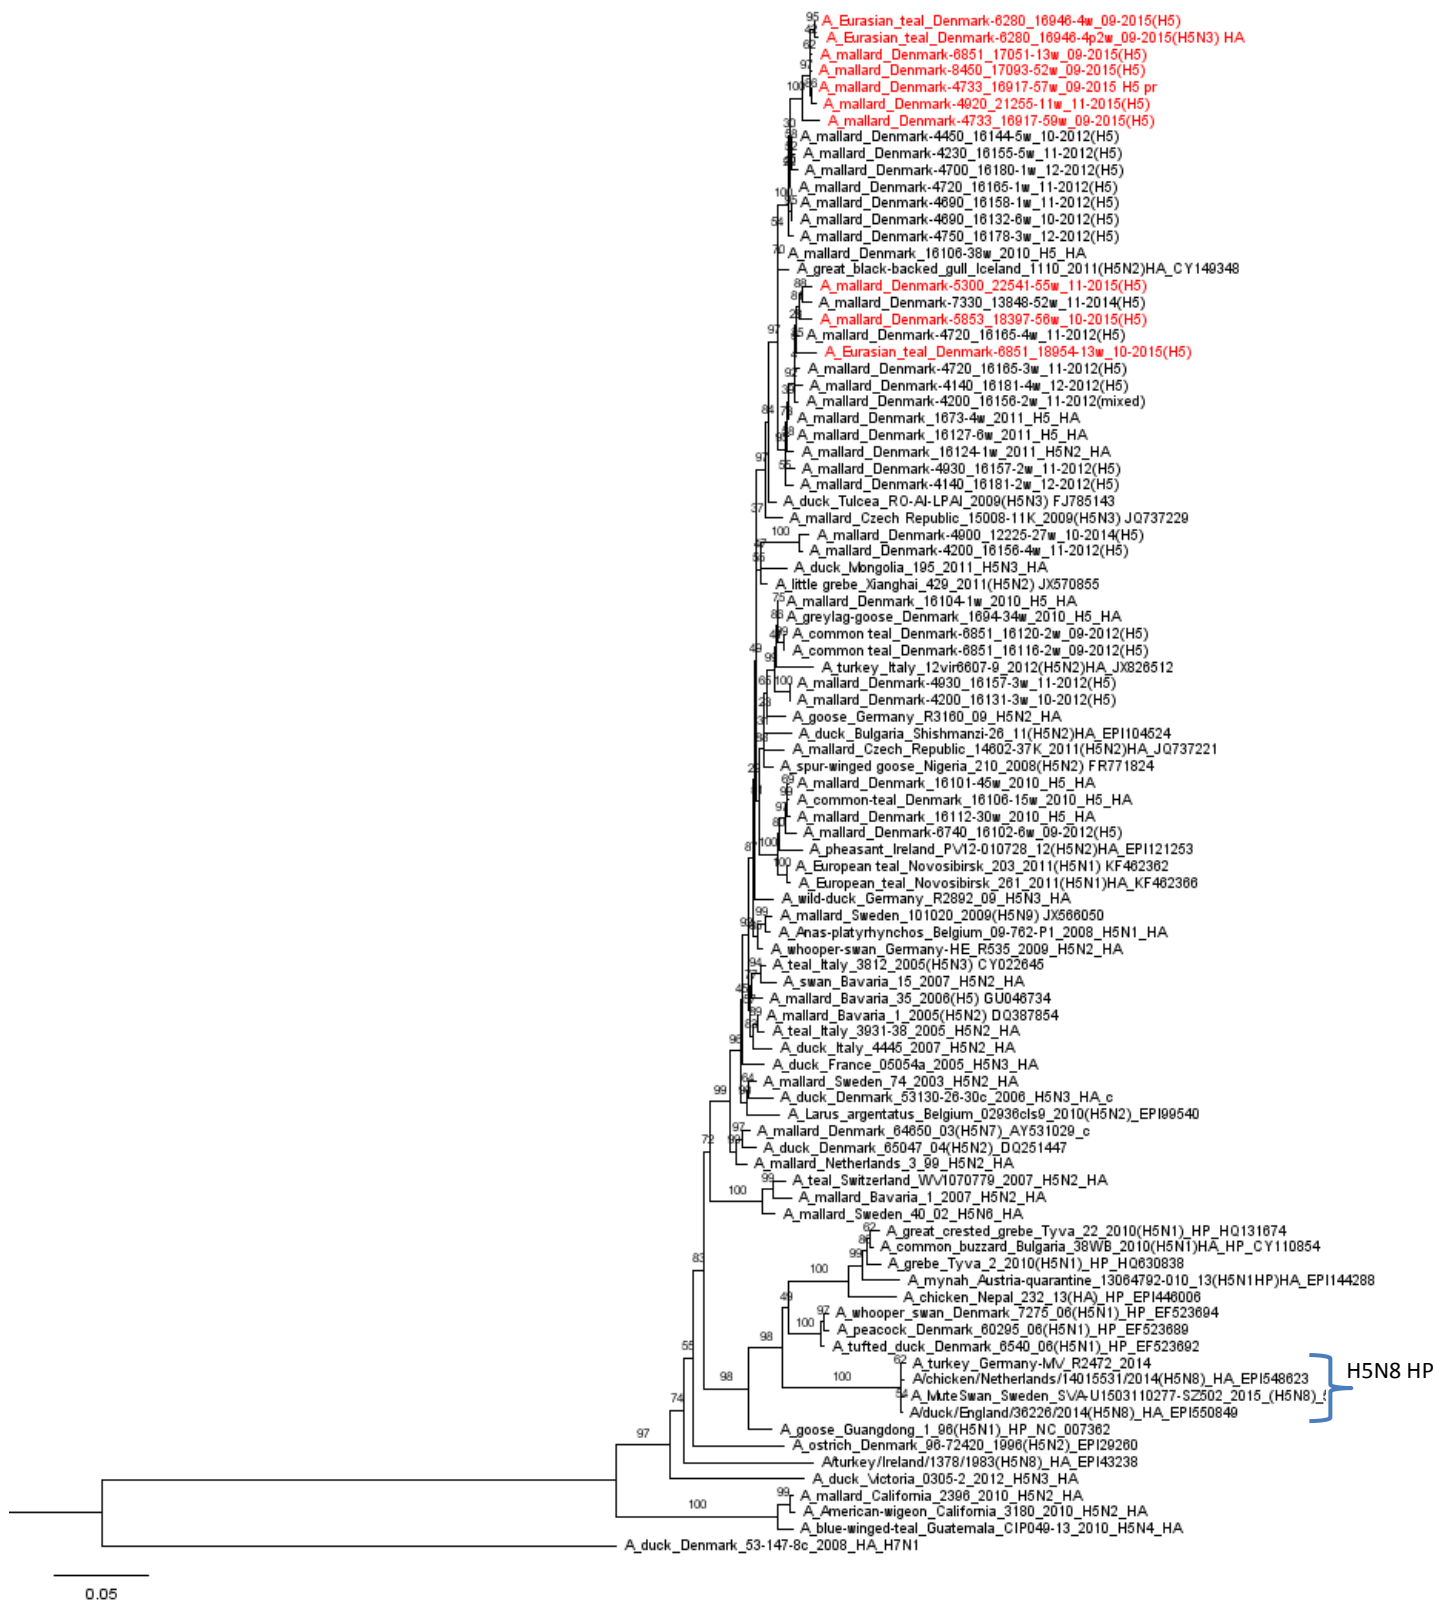 A_Eurasian_teal_Denmark-6280_16946-4w_09-2015(H5)
A_Eurasian_teal_Denmark-6280_16946-4p2w_09-2015(H5N3) HA
A_mallard_Denmark-6851_17051-13w_09-2015(H5)
A_mallard_Denmark-8450_17093-52w_09-2015(H5)
A_mallard_Denmark-4733_16917-57w_09-2015 H5 pr
A_mallard_Denmark-4920_21255-11w_11-2015(H5)
A_mallard_Denmark-4733_16917-59w_09-2015(H5)
A_mallard_Denmark-4450_16144-5w_10-2012(H5)
A_mallard_Denmark-4230_16155-5w_11-2012(H5)
A_mallard_Denmark-4700_16180-1w_12-2012(H5)
A_mallard_Denmark-4720_16165-1w_11-2012(H5)
A_mallard_Denmark-4690_16158-1w_11-2012(H5)
A_mallard_Denmark-4690_16132-6w_10-2012(H5)
A_mallard_Denmark-4750_16178-3w_12-2012(H5)
A_mallard_Denmark_16106-38w_2010_H5_HA
A_great_black-backed_gull_Iceland_1110_2011(H5N2)HA_CY149348
A_mallard_Denmark-5300_22541-55w_11-2015(H5)
A_mallard_Denmark-7330_13848-52w_11-2014(H5)
A_mallard_Denmark-5853_18397-56w_10-2015(H5)
A_mallard_Denmark-4720_16165-4w_11-2012(H5)
A_Eurasian_teal_Denmark-6851_18954-13w_10-2015(H5)
A_mallard_Denmark-4720_16165-3w_11-2012(H5)
A_mallard_Denmark-4140_16181-4w_12-2012(H5)
A_mallard_Denmark-4200_16156-2w_11-2012(mixed)
A_mallard_Denmark_1673-4w_2011_H5_HA
A_mallard_Denmark_16127-6w_2011_H5_HA
A_mallard_Denmark_16124-1w_2011_H5N2_HA
A_mallard_Denmark-4930_16157-2w_11-2012(H5)
A_mallard_Denmark-4140_16181-2w_12-2012(H5)
A_duck_Tulcea_RO-AI-LPAI_2009(H5N3) FJ785143
A_mallard_Czech Republic_15008-11K_2009(H5N3) JQ737229
A_mallard_Denmark-4900_12225-27w_10-2014(H5)
A_mallard_Denmark-4200_16156-4w_11-2012(H5)
A_duck_Mongolia_195_2011_H5N3_HA
A_little grebe_Xianghai_429_2011(H5N2) JX570855
A_mallard_Denmark_16104-1w_2010_H5_HA
A_greylag-goose_Denmark_1694-34w_2010_H5_HA
A_common teal_Denmark-6851_16120-2w_09-2012(H5)
A_common teal_Denmark-6851_16116-2w_09-2012(H5)
A_turkey_Italy_12vir6607-9_2012(H5N2)HA_JX826512
A_mallard_Denmark-4930_16157-3w_11-2012(H5)
A_mallard_Denmark-4200_16131-3w_10-2012(H5)
A_goose_Germany_R3160_09_H5N2_HA
A_duck_Bulgaria_Shishmanzi-26_11(H5N2)HA_EPI104524
A_mallard_Czech_Republic_14602-37K_2011(H5N2)HA_JQ737221
A_spur-winged goose_Nigeria_210_2008(H5N2) FR771824
A_mallard_Denmark_16101-45w_2010_H5_HA
A_common-teal_Denmark_16106-15w_2010_H5_HA
A_mallard_Denmark_16112-30w_2010_H5_HA
A_mallard_Denmark-6740_16102-6w_09-2012(H5)
A_pheasant_Ireland_PV12-010728_12(H5N2)HA_EPI121253
A_European teal_Novosibirsk_203_2011(H5N1) KF462362
A_European_teal_Novosibirsk_261_2011(H5N1)HA_KF462366
A_wild-duck_Germany_R2892_09_H5N3_HA
A_mallard_Sweden_101020_2009(H5N9) JX566050
A_Anas-platyrhynchos_Belgium_09-762-P1_2008_H5N1_HA
A_whooper-swan_Germany-HE_R535_2009_H5N2_HA
A_teal_Italy_3812_2005(H5N3) CY022645
A_swan_Bavaria_15_2007_H5N2_HA
A_mallard_Bavaria_35_2006(H5) GU046734
A_mallard_Bavaria_1_2005(H5N2) DQ387854
A_teal_Italy_3931-38_2005_H5N2_HA
A_duck_Italy_4445_2007_H5N2_HA
A_duck_France_05054a_2005_H5N3_HA
A_mallard_Sweden_74_2003_H5N2_HA
A_duck_Denmark_53130-26-30c_2006_H5N3_HA_c
A_Larus_argentatus_Belgium_02936cls9_2010(H5N2)_EPI99540
A_mallard_Denmark_64650_03(H5N7)_AY531029_c
A_duck_Denmark_65047_04(H5N2)_DQ251447
A_mallard_Netherlands_3_99_H5N2_HA
A_teal_Switzerland_WV1070779_2007_H5N2_HA
A_mallard_Bavaria_1_2007_H5N2_HA
A_mallard_Sweden_40_02_H5N6_HA
A_great_crested_grebe_Tyva_22_2010(H5N1)_HP_HQ131674
A_common_buzzard_Bulgaria_38WB_2010(H5N1)HA_HP_CY110854
A_grebe_Tyva_2_2010(H5N1)_HP_HQ630838
A_mynah_Austria-quarantine_13064792-010_13(H5N1HP)HA_EPI144288
A_chicken_Nepal_232_13(HA)_HP_EPI446006
A_whooper_swan_Denmark_7275_06(H5N1)_HP_EF523694
A_peacock_Denmark_60295_06(H5N1)_HP_EF523689
A_tufted_duck_Denmark_6540_06(H5N1)_HP_EF523692
A_turkey_Germany-MV_R2472_2014
A/chicken/Netherlands/14015531/2014(H5N8)_HA_EPI548623
H5N8 HP
A_MuteSwan_Sweden_SVA-U1503110277-SZ502_2015_(H5N8)_
A/duck/England/36226/2014(H5N8)_HA_EPI550849
A_goose_Guangdong_1_96(H5N1)_HP_NC_007362
A_ostrich_Denmark_96-72420_1996(H5N2)_EPI29260
A/turkey/Ireland/1378/1983(H5N8)_HA_EPI43238
A_duck_Victoria_0305-2_2012_H5N3_HA
A_mallard_California_2396_2010_H5N2_HA
A_American-wigeon_California_3180_2010_H5N2_HA
A_blue-winged-teal_Guatemala_CIP049-13_2010_H5N4_HA
A_duck_Denmark_53-147-8c_2008_HA_H7N1
0.05